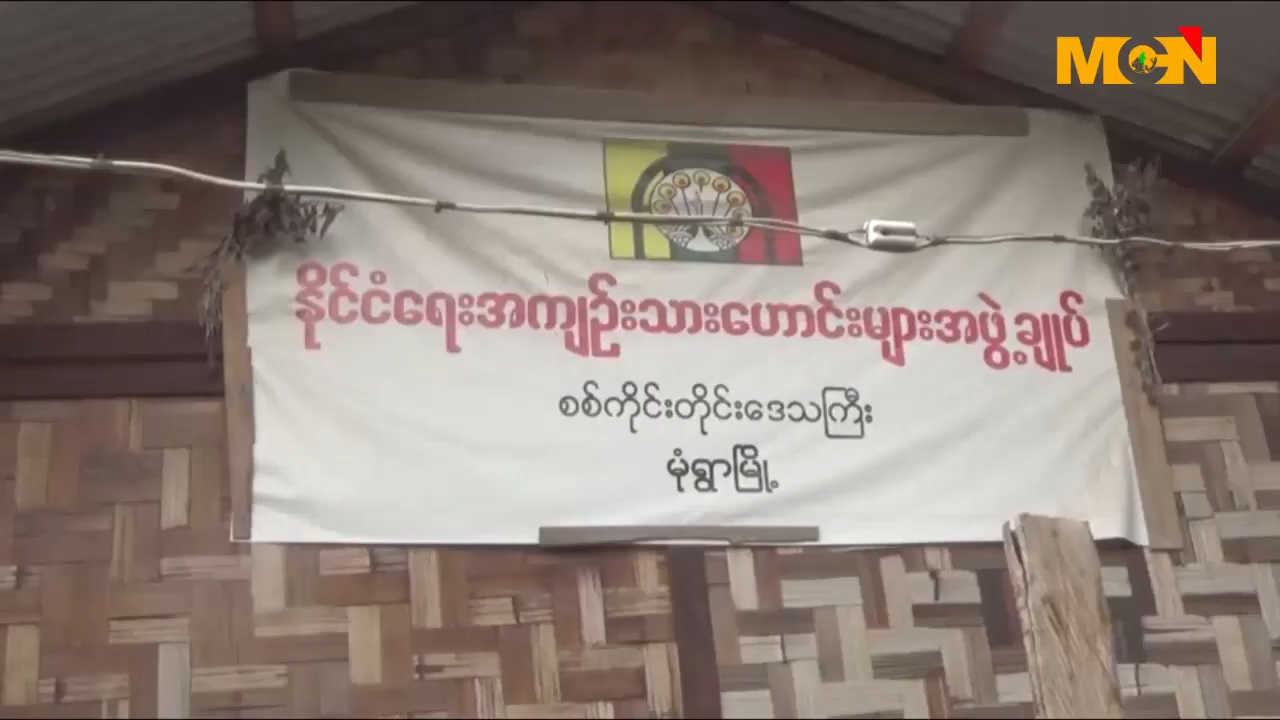 MCN
နိုင်ငံရေးအကျဉ်းသားဟောင်းများအဖွဲ့ချုပ်
စစ်ကိုင်းတိုင်းဒေသကြီး
မုံရွာမြို့